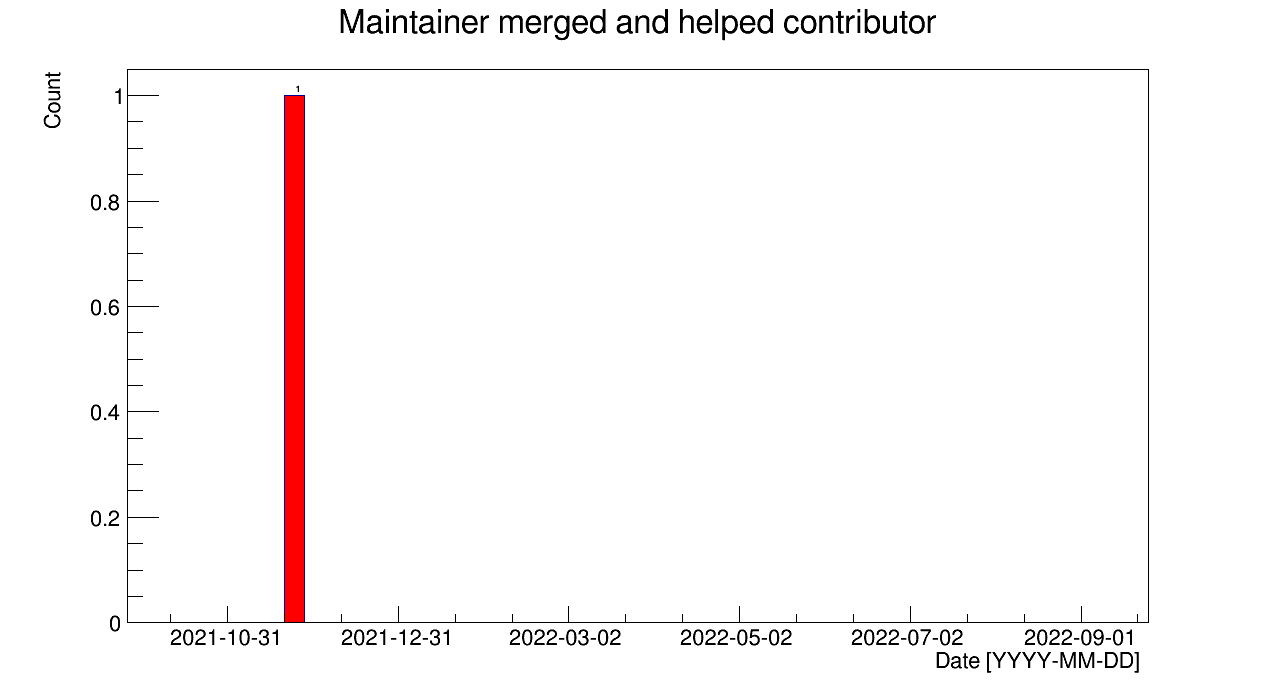 Maintainer merged and helped contributor
Count
1
1
0.8
0.6
0.4
0.2
0
2021-10-31 2021-12-31 2022-03-02 2022-05-02 2022-07-02 2022-09-01
Date [YYYY-MM-DD]